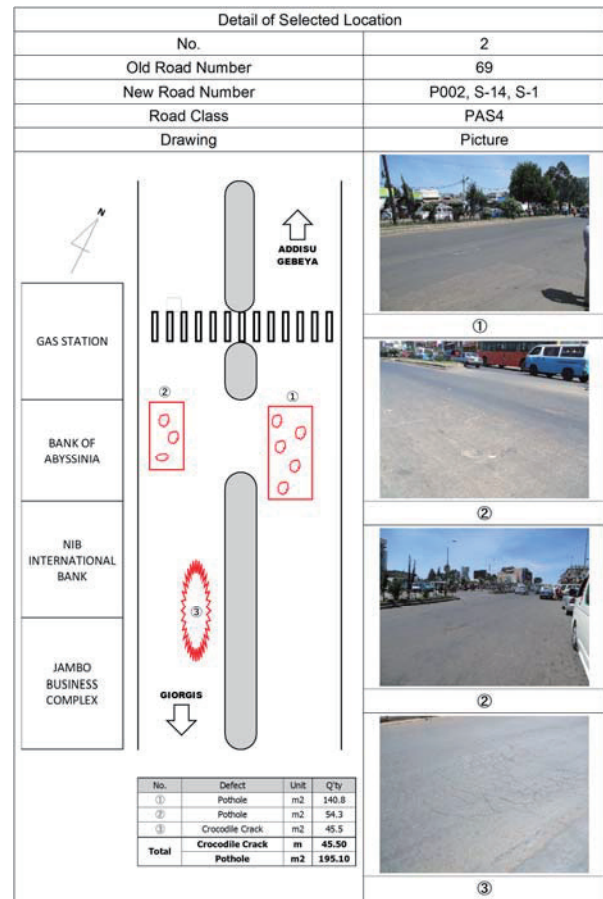 Detail of Selected Location
No. 2
Old Road Number 69
New Road Number P002, S-14, S-1
Road Class PAS4
Drawing Picture
N
ADDISU
GEBEYA
GAS STATION
①
②
①
BANK OF
ABYSSINIA
②
NIB
INTERNATIONAL
BANK
③
JAMBO
BUSINESS
COMPLEX
②
GIORGIS
No. Defect Unit Q'ty
① Pothole m2 140.8
② Pothole m2 54.3
③ Crocodile Crack m2 45.5
Total Crocodile Crack m 45.50
Pothole m2 195.10
③